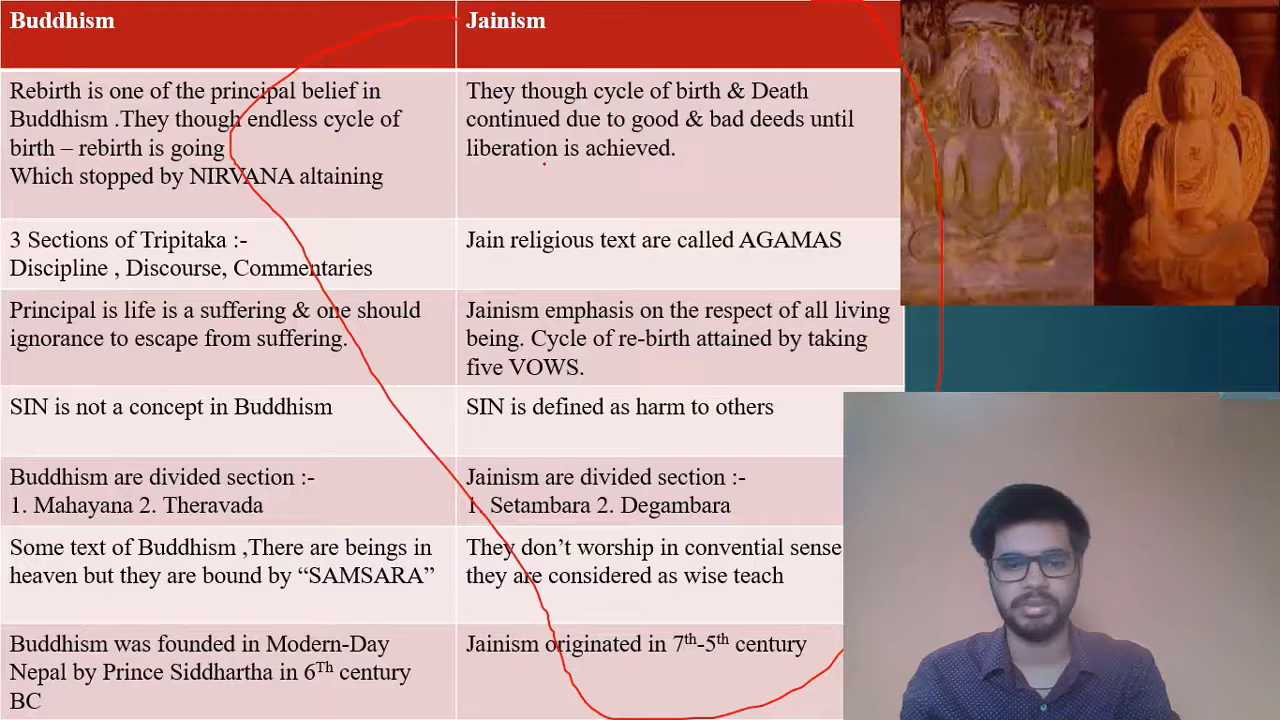 Buddhism
Jainism
Rebirth is one of the principal belief in
Buddhism .They though endless cycle of
birth – rebirth is going
Which stopped by NIRVANA altaining
They though cycle of birth & Death
continued due to good & bad deeds until
liberation is achieved.
3 Sections of Tripitaka :-
Discipline , Discourse, Commentaries
Jain religious text are called AGAMAS
Principal is life is a suffering & one should
ignorance to escape from suffering.
Jainism emphasis on the respect of all living
being. Cycle of re-birth attained by taking
five VOWS.
SIN is not a concept in Buddhism
SIN is defined as harm to others
Buddhism are divided section :-
1. Mahayana 2. Theravada
Jainism are divided section :-
1. Setambara 2. Degambara
Some text of Buddhism ,There are beings in
heaven but they are bound by “SAMSARA”
They don’t worship in convential sense
they are considered as wise teach
Buddhism was founded in Modern-Day
Nepal by Prince Siddhartha in 6Th century
BC
Jainism originated in 7th-5th century